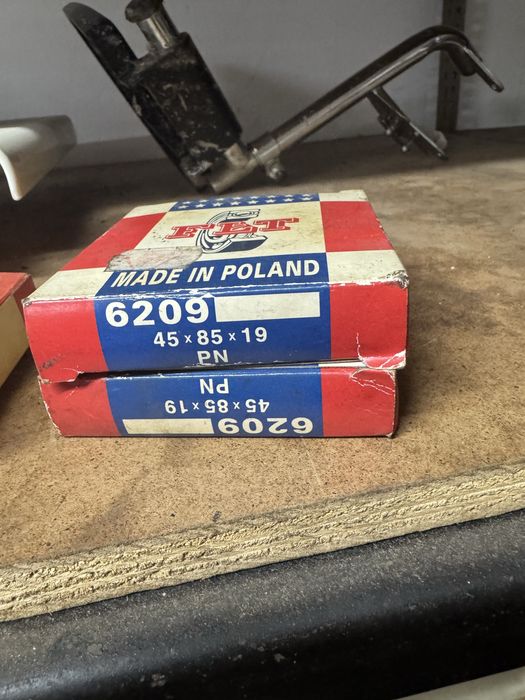 FŁT
MADE IN POLAND
6209
45 x 85 x 19
PN
6209
45 x 85 x 19
PN